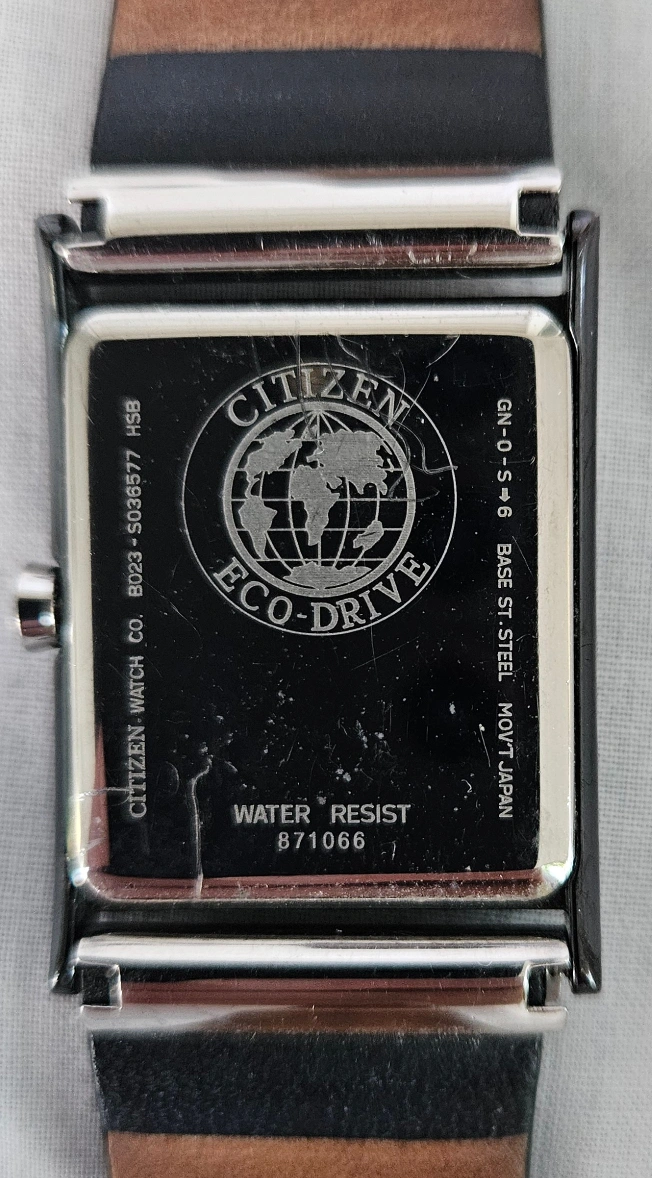 CITIZEN
ECO-DRIVE
CITIZEN WATCH CO. B023-S036577 HSB
GN-0-S➔6 BASE ST.STEEL MOV'T JAPAN
WATER RESIST
871066